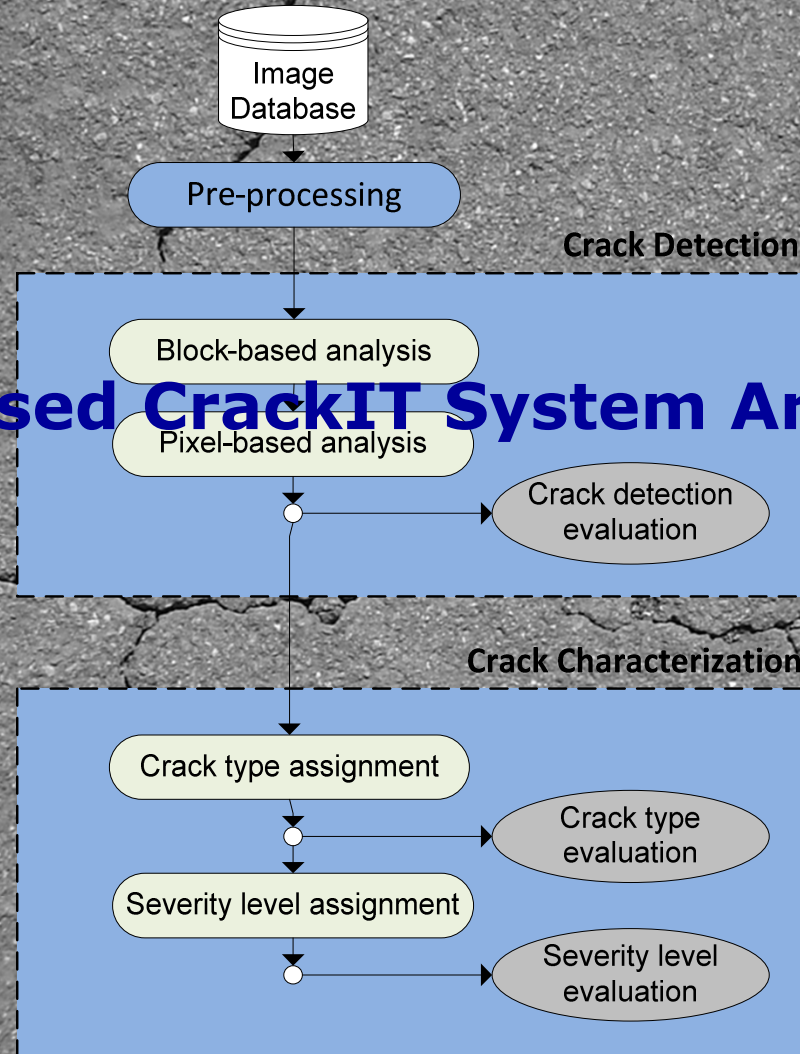 Image
Database
Pre-processing
Crack Detection
Block-based analysis
sed CrackIT System Ar
Pixel-based analysis
Crack detection
evaluation
Crack Characterization
Crack type assignment
Crack type
evaluation
Severity level assignment
Severity level
evaluation